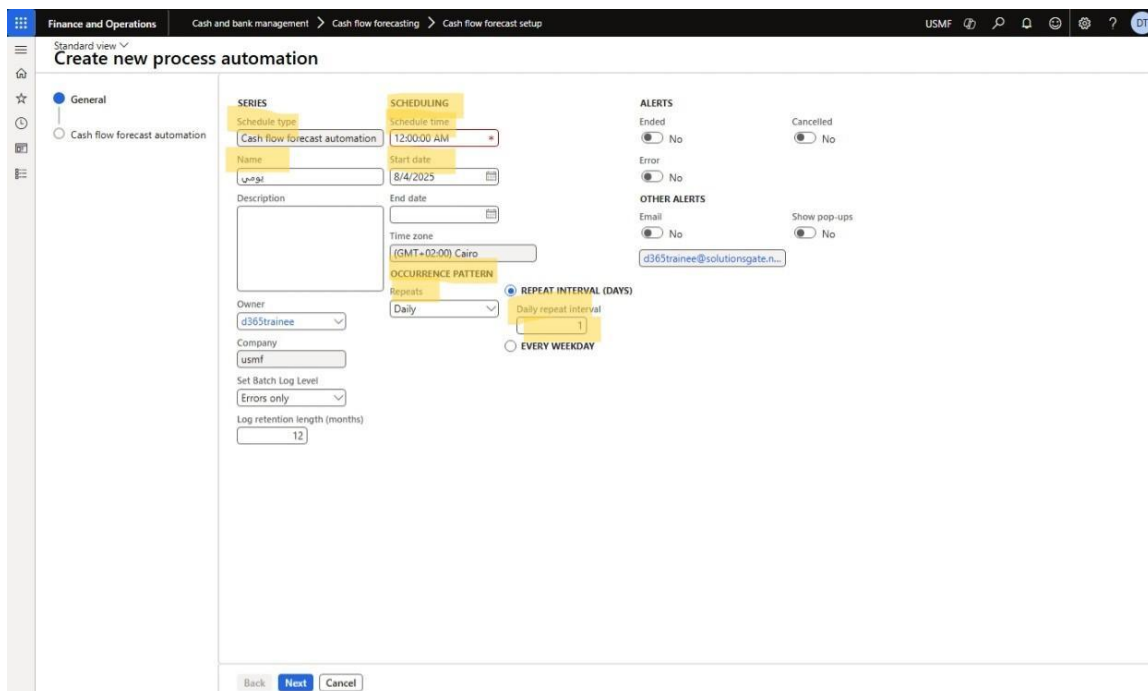 Finance and Operations
Cash and bank management > Cash flow forecasting > Cash flow forecast setup
USMF
?
DT
Standard view
Create new process automation
General
Cash flow forecast automation
SERIES
Schedule type
Cash flow forecast automation
Name
يومي
Description
Owner
d365trainee
Company
usmf
Set Batch Log Level
Errors only
Log retention length (months)
12
SCHEDULING
Schedule time
12:00:00 AM *
Start date
8/4/2025
End date
Time zone
(GMT+02:00) Cairo
OCCURRENCE PATTERN
Repeats
Daily
REPEAT INTERVAL (DAYS)
Daily repeat interval
1
EVERY WEEKDAY
ALERTS
Ended
No
Cancelled
No
Error
No
OTHER ALERTS
Email
No
Show pop-ups
No
d365trainee@solutionsgate.n...
Back
Next
Cancel